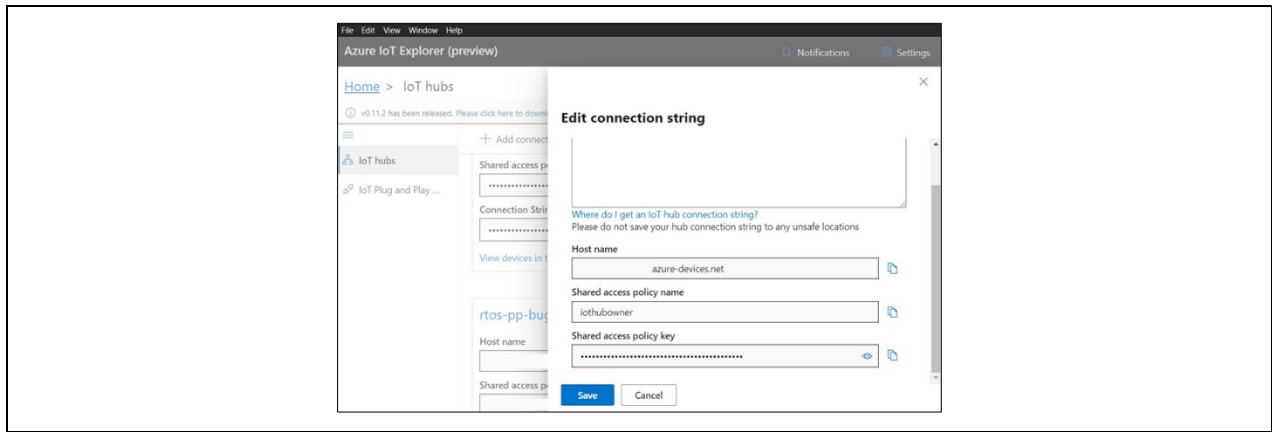 File Edit View Window Help
Azure IoT Explorer (preview)
Notifications
Settings
Home > IoT hubs
v0.11.2 has been released. Please click here to downl
+ Add connect
IoT hubs
IoT Plug and Play ...
Shared access p
Connection Strin
View devices in t
rtos-pp-bug
Host name
Shared access p
Edit connection string
Where do I get an IoT hub connection string?
Please do not save your hub connection string to any unsafe locations
Host name
azure-devices.net
Shared access policy name
iothubowner
Shared access policy key
Save
Cancel